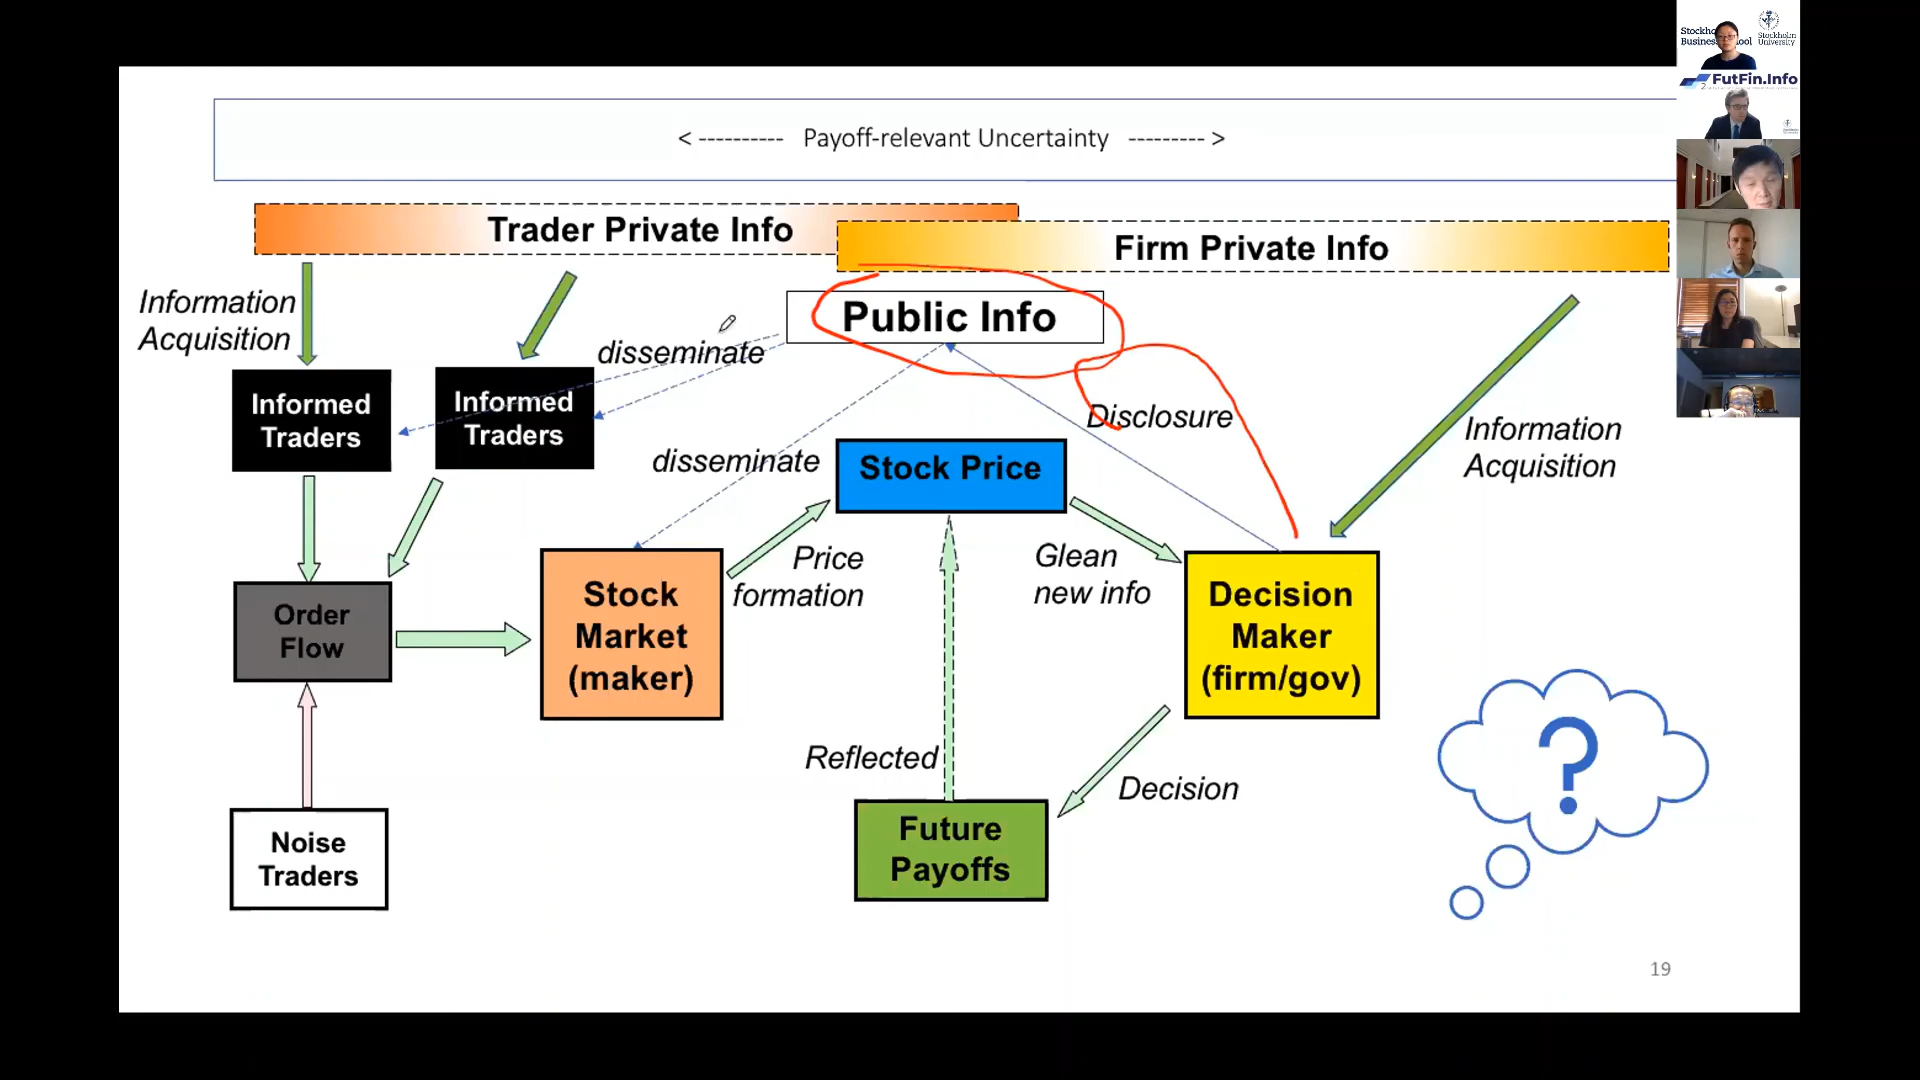 < ---------- Payoff-relevant Uncertainty --------- >
Trader Private Info
Firm Private Info
Public Info
Information
Acquisition
disseminate
Informed
Traders
Informed
Traders
Disclosure
Information
Acquisition
disseminate
Stock Price
Price
formation
Glean
new info
Order
Flow
Stock
Market
(maker)
Decision
Maker
(firm/gov)
Reflected
Decision
Noise
Traders
Future
Payoffs
?
19
Stockholm
University
FutFin.Info